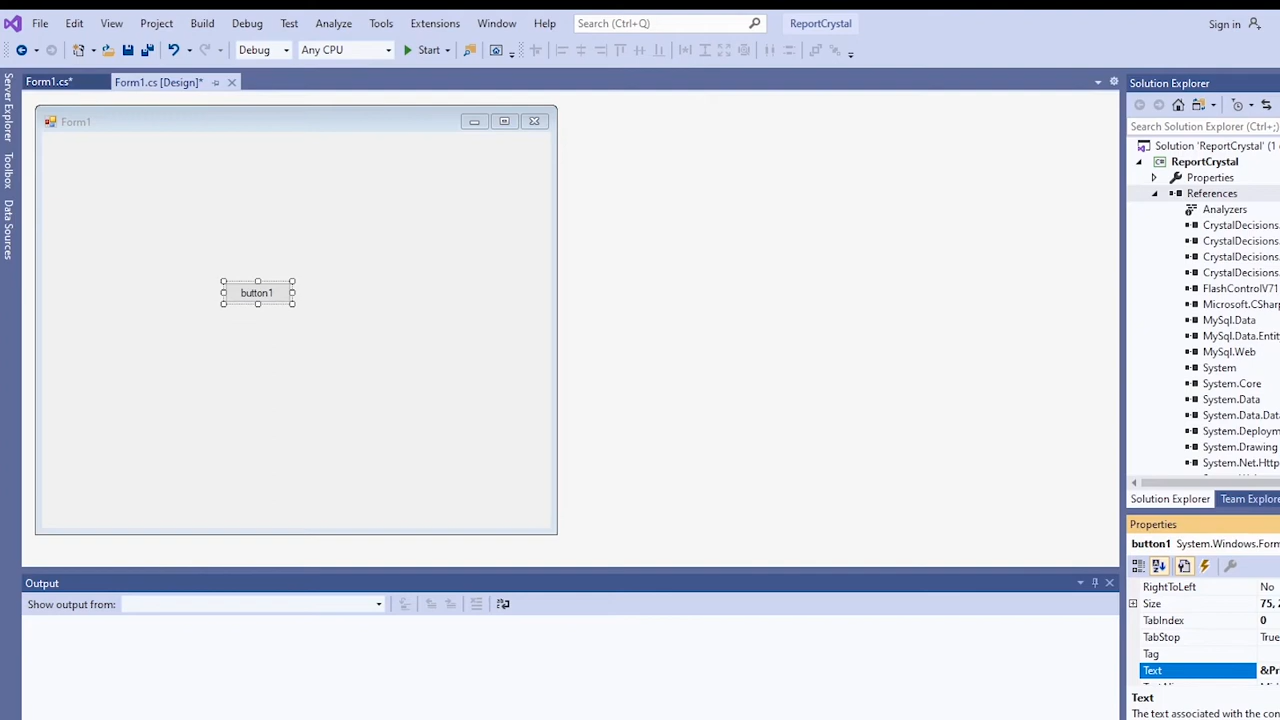 File Edit View Project Build Debug Test Analyze Tools Extensions Window Help Search (Ctrl+Q) ReportCrystal Sign in
Debug Any CPU Start
Form1.cs* Form1.cs [Design]*
Server Explorer
Toolbox
Data Sources
Form1
button1
Solution Explorer
Search Solution Explorer (Ctrl+;)
Solution 'ReportCrystal' (1
ReportCrystal
Properties
References
Analyzers
CrystalDecisions.
CrystalDecisions.
CrystalDecisions.
CrystalDecisions.
FlashControlV71
Microsoft.CSharp
MySql.Data
MySql.Data.Entit
MySql.Web
System
System.Core
System.Data
System.Data.Dat
System.Deploym
System.Drawing
System.Net.Http
Solution Explorer Team Explore
Properties
button1 System.Windows.Form
RightToLeft No
Size 75,
TabIndex 0
TabStop True
Tag
Text &Pr
Text
The text associated with the con
Output
Show output from: